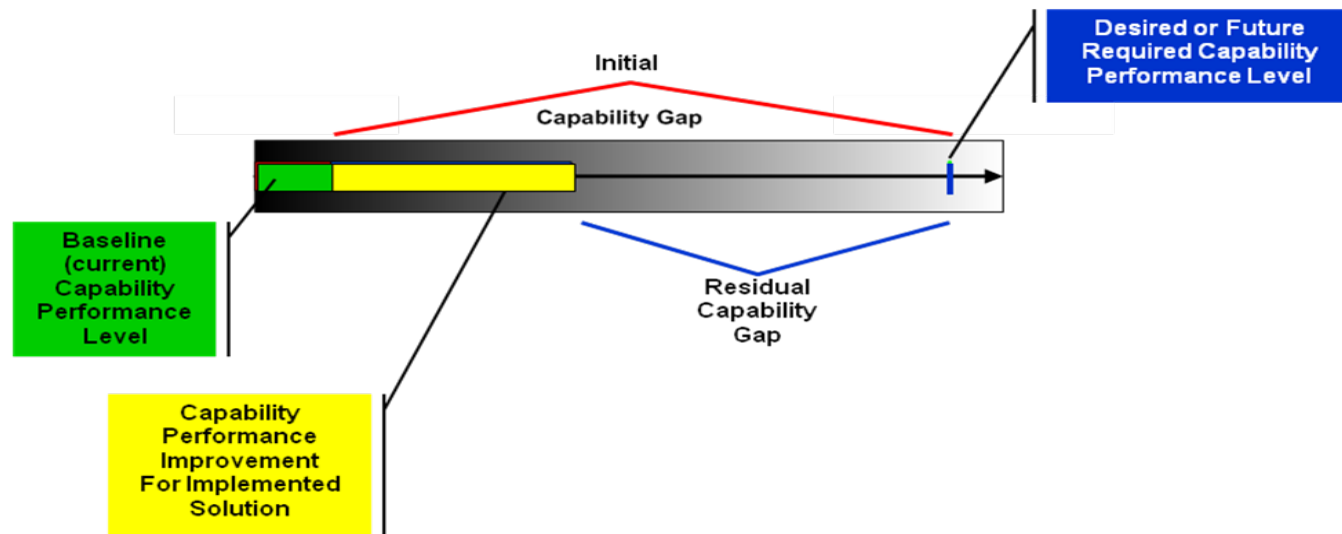 Initial
Capability Gap
Desired or Future
Required Capability
Performance Level
Baseline
(current)
Capability
Performance
Level
Residual
Capability
Gap
Capability
Performance
Improvement
For Implemented
Solution